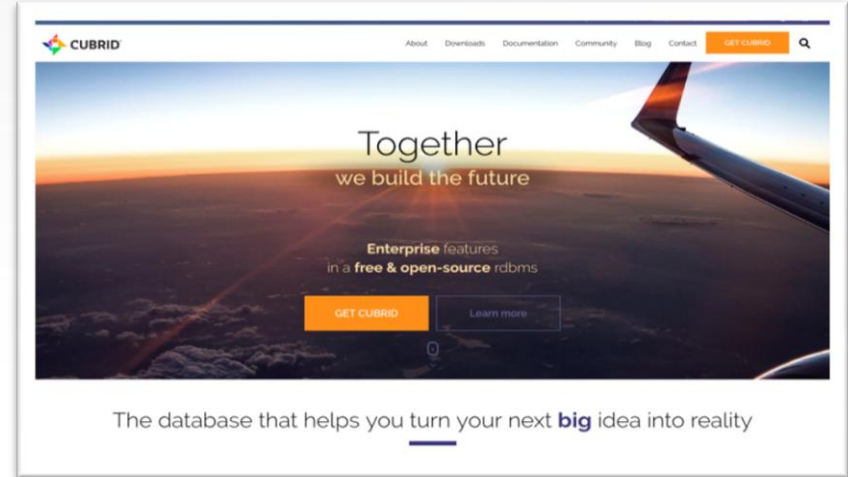 CUBRID
About Downloads Documentation Community Blog Contact GET CUBRID
Together
we build the future
Enterprise features
in a free & open-source rdbms
GET CUBRID Learn more
The database that helps you turn your next big idea into reality